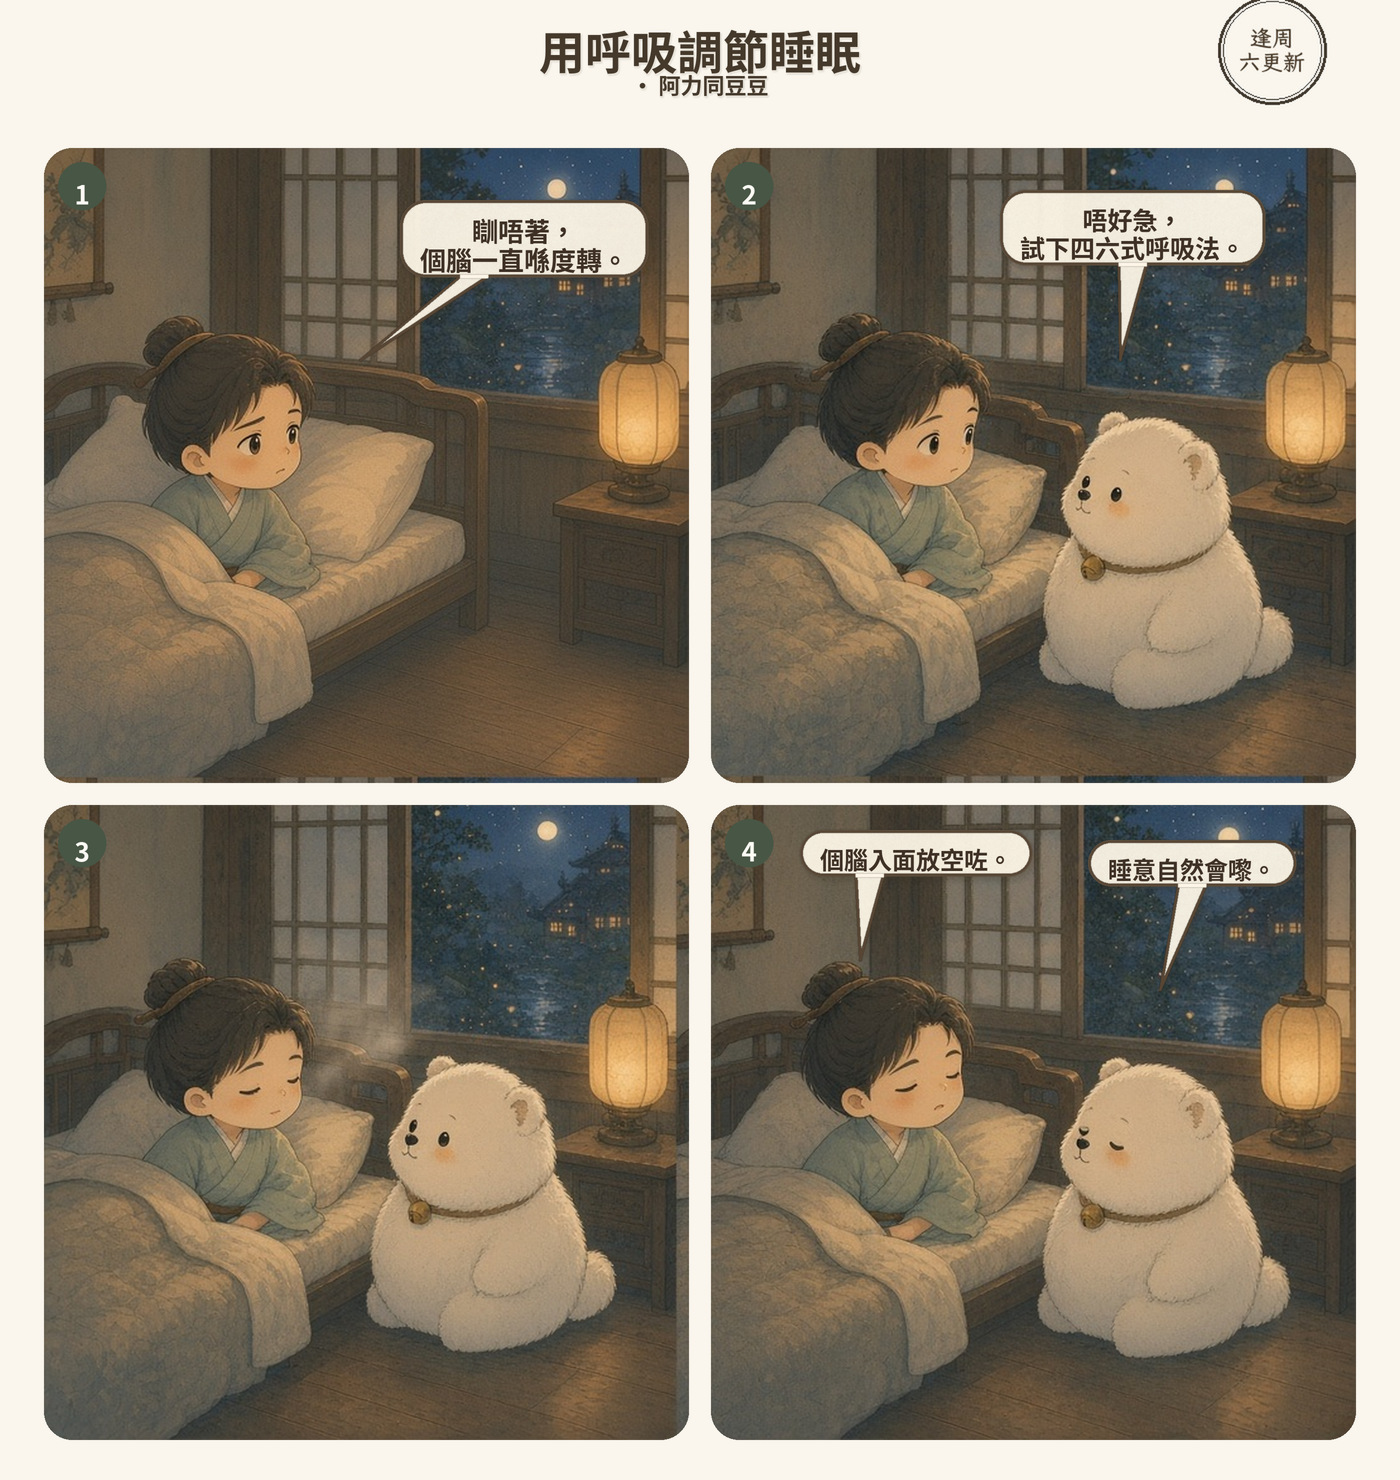 用呼吸調節睡眠
· 阿力同豆豆
逢周
六更新
1
瞓唔著，
個腦一直喺度轉。
2
唔好急，
試下四六式呼吸法。
3
4
個腦入面放空咗。
睡意自然會嚟。